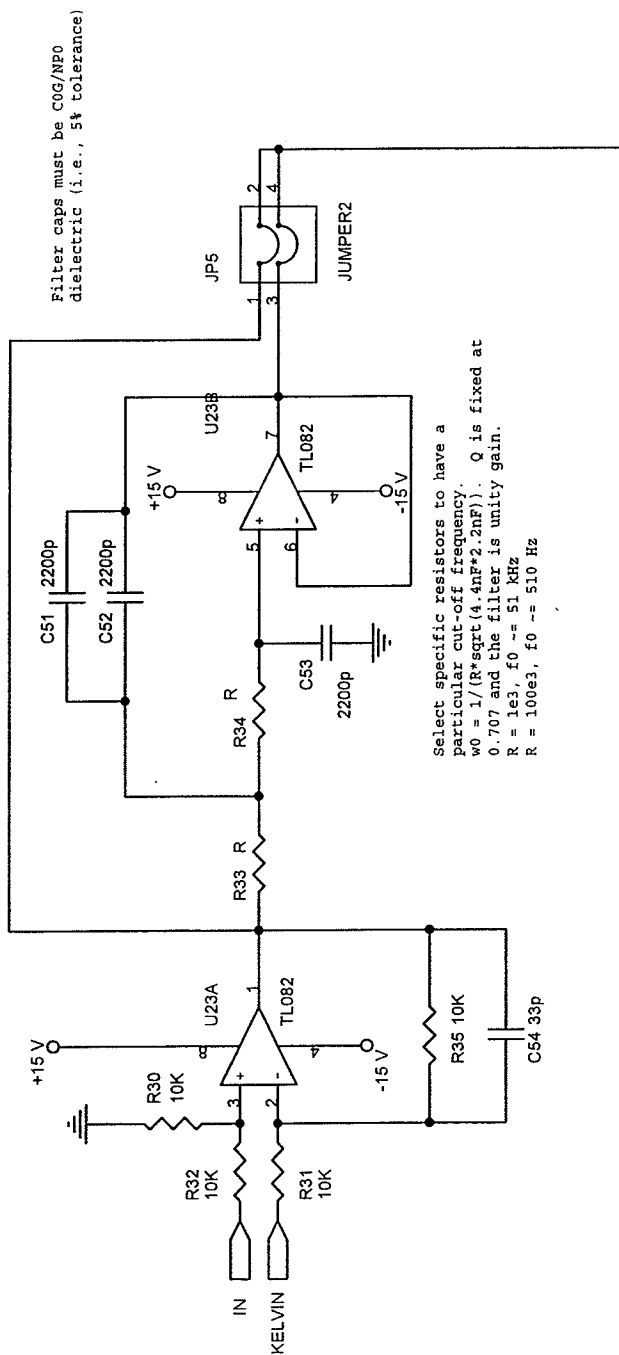 Filter caps must be C0G/NP0
dielectric (i.e., 5% tolerance)
JP5
1
2
3
4
JUMPER2
C51
2200p
C52
2200p
U23B
+15 V
8
5
+
6
-
7
TL082
4
-15 V
R34
R
C53
2200p
R33
R
Select specific resistors to have a
particular cut-off frequency.
w0 = 1/(R*sqrt(4.4nF*2.2nF)). Q is fixed at
0.707 and the filter is unity gain.
R = 1e3, f0 ~= 51 kHz
R = 100e3, f0 ~= 510 Hz
U23A
+15 V
8
3
+
2
-
1
TL082
4
-15 V
R30
10K
R32
10K
R31
10K
IN
KELVIN
R35 10K
C54 33p